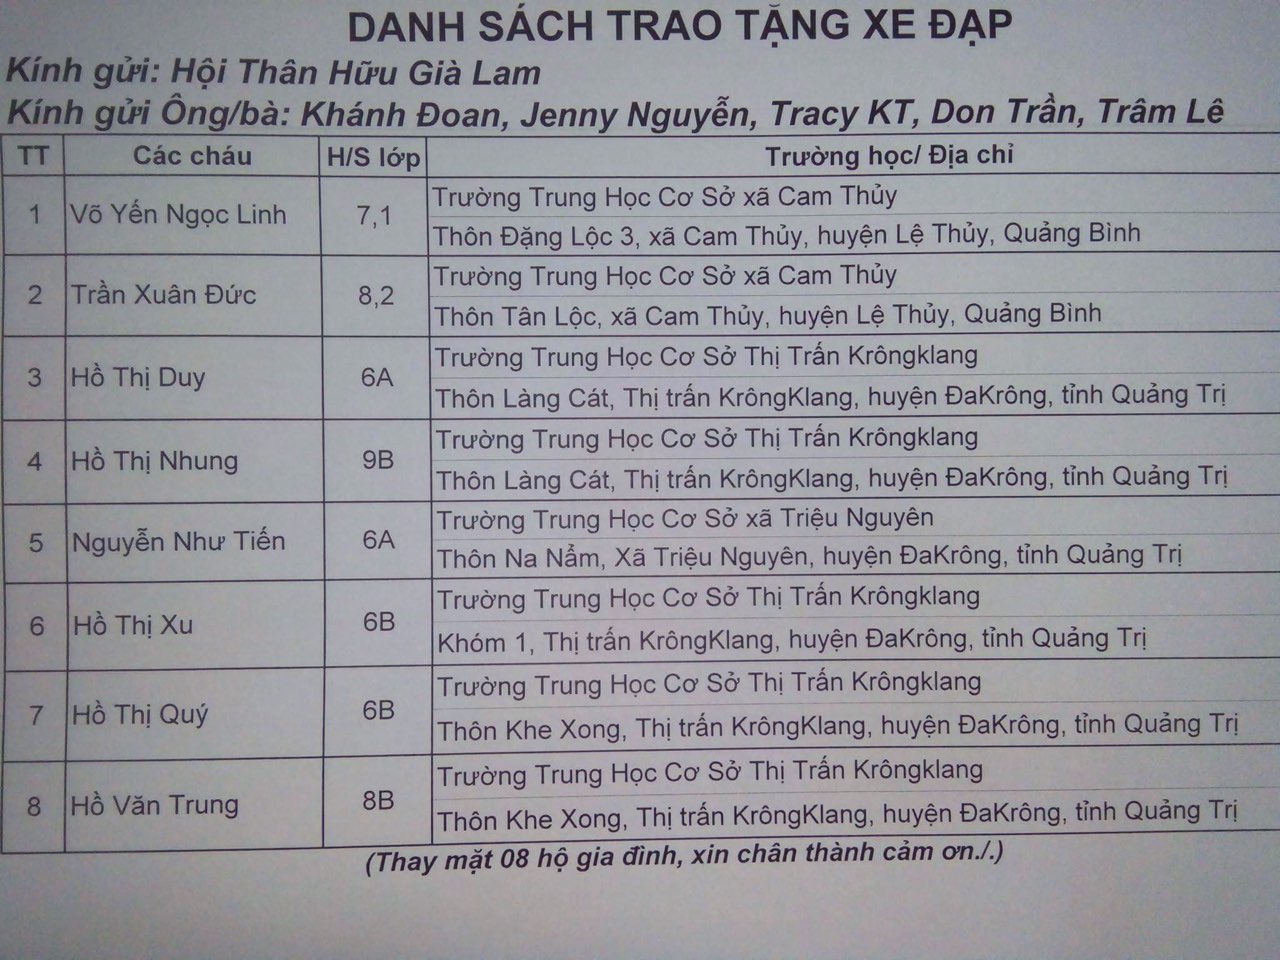 DANH SÁCH TRAO TẶNG XE ĐẠP
Kính gửi: Hội Thân Hữu Già Lam
Kính gửi Ông/bà: Khánh Đoan, Jenny Nguyễn, Tracy KT, Don Trần, Trâm Lê
TT Các cháu H/S lớp Trường học/ Địa chỉ
1 Võ Yến Ngọc Linh 7,1 Trường Trung Học Cơ Sở xã Cam Thủy
Thôn Đặng Lộc 3, xã Cam Thủy, huyện Lệ Thủy, Quảng Bình
2 Trần Xuân Đức 8,2 Trường Trung Học Cơ Sở xã Cam Thủy
Thôn Tân Lộc, xã Cam Thủy, huyện Lệ Thủy, Quảng Bình
3 Hồ Thị Duy 6A Trường Trung Học Cơ Sở Thị Trấn Krôngklang
Thôn Làng Cát, Thị trấn KrôngKlang, huyện ĐaKrông, tỉnh Quảng Trị
4 Hồ Thị Nhung 9B Trường Trung Học Cơ Sở Thị Trấn Krôngklang
Thôn Làng Cát, Thị trấn KrôngKlang, huyện ĐaKrông, tỉnh Quảng Trị
5 Nguyễn Như Tiến 6A Trường Trung Học Cơ Sở xã Triệu Nguyên
Thôn Na Nẩm, Xã Triệu Nguyên, huyện ĐaKrông, tỉnh Quảng Trị
6 Hồ Thị Xu 6B Trường Trung Học Cơ Sở Thị Trấn Krôngklang
Khóm 1, Thị trấn KrôngKlang, huyện ĐaKrông, tỉnh Quảng Trị
7 Hồ Thị Quý 6B Trường Trung Học Cơ Sở Thị Trấn Krôngklang
Thôn Khe Xong, Thị trấn KrôngKlang, huyện ĐaKrông, tỉnh Quảng Trị
8 Hồ Văn Trung 8B Trường Trung Học Cơ Sở Thị Trấn Krôngklang
Thôn Khe Xong, Thị trấn KrôngKlang, huyện ĐaKrông, tỉnh Quảng Trị
(Thay mặt 08 hộ gia đình, xin chân thành cảm ơn./.)